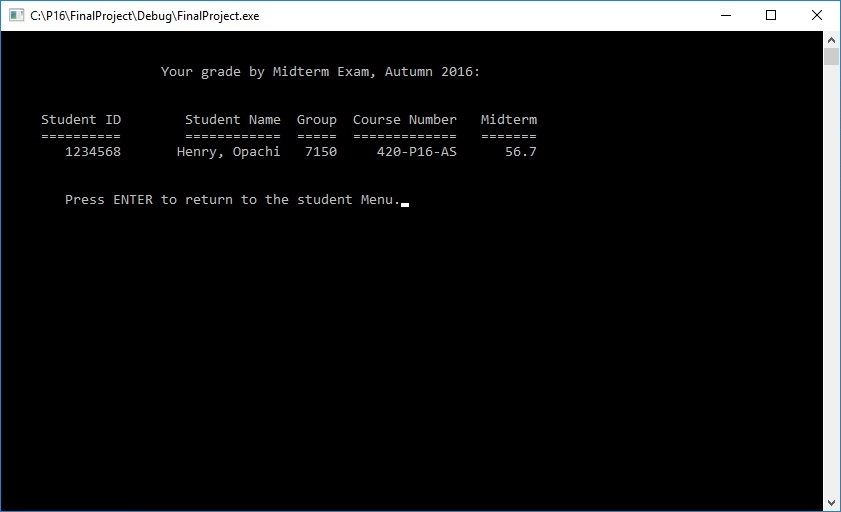 C:\P16\FinalProject\Debug\FinalProject.exe
Your grade by Midterm Exam, Autumn 2016:
Student ID Student Name Group Course Number Midterm
========== ============ ===== ============= =======
1234568 Henry, Opachi 7150 420-P16-AS 56.7
Press ENTER to return to the student Menu.